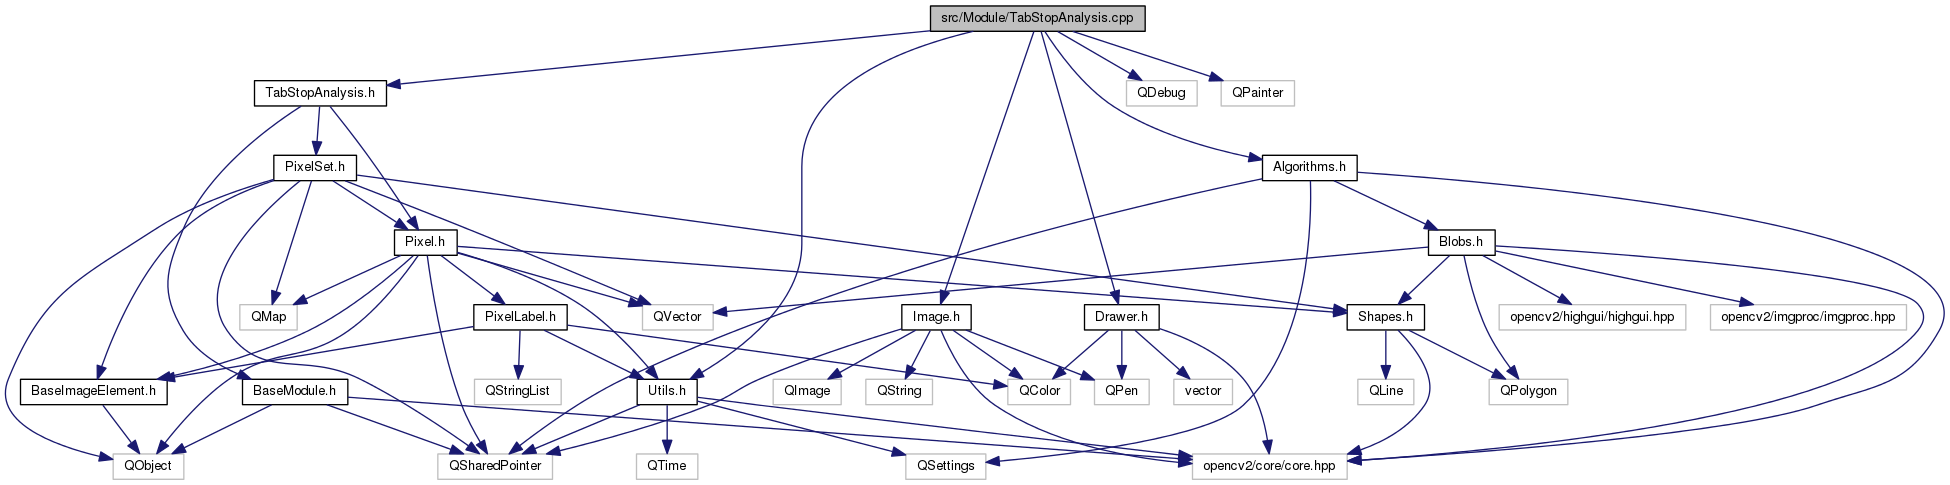 src/Module/TabStopAnalysis.cpp
TabStopAnalysis.h
QDebug
QPainter
PixelSet.h
Algorithms.h
Pixel.h
Blobs.h
QMap
QVector
PixelLabel.h
Image.h
Drawer.h
Shapes.h
opencv2/highgui/highgui.hpp
opencv2/imgproc/imgproc.hpp
BaseImageElement.h
BaseModule.h
QStringList
Utils.h
QImage
QString
QColor
QPen
vector
QLine
QPolygon
QObject
QSharedPointer
QTime
QSettings
opencv2/core/core.hpp